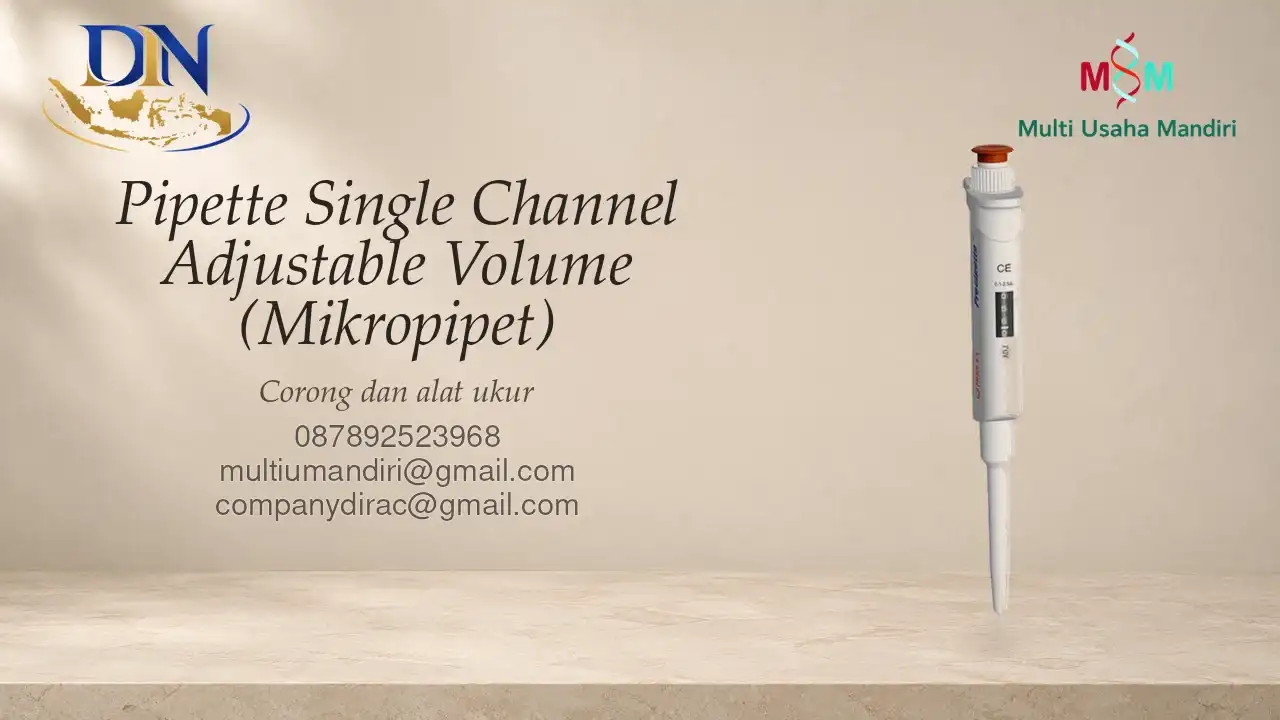 DIN
M M
Multi Usaha Mandiri
Pipette Single Channel
Adjustable Volume
(Mikropipet)
Corong dan alat ukur
087892523968
multiumandiri@gmail.com
companydirac@gmail.com
CE